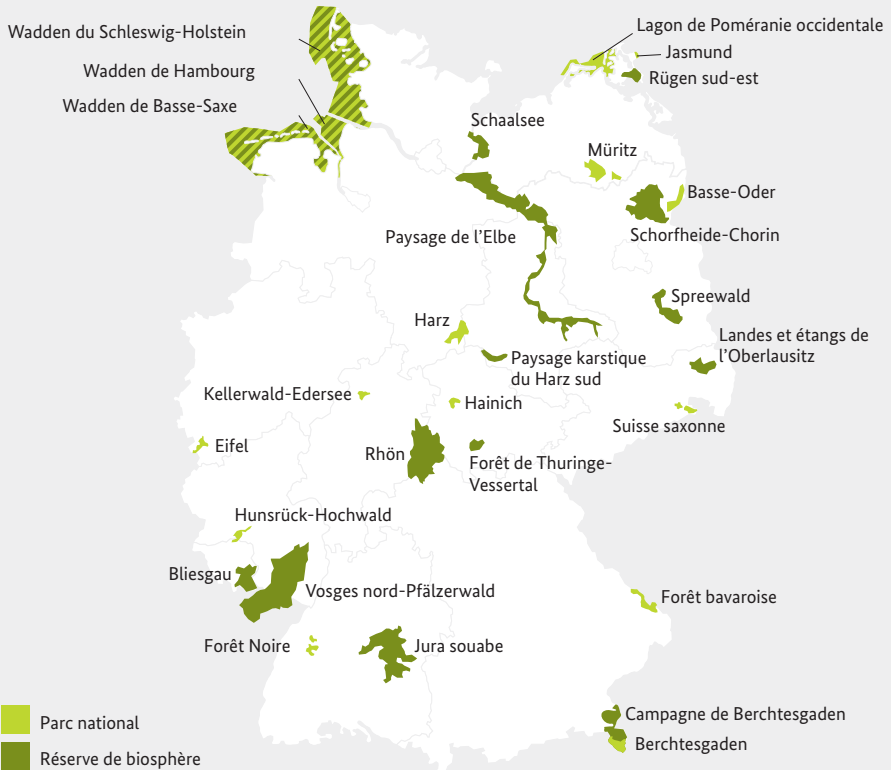 Wadden du Schleswig-Holstein
Wadden de Hambourg
Wadden de Basse-Saxe
Lagon de Poméranie occidentale
Jasmund
Rügen sud-est
Schaalsee
Müritz
Basse-Oder
Paysage de l'Elbe
Schorfheide-Chorin
Spreewald
Harz
Landes et étangs de
l'Oberlausitz
Paysage karstique
du Harz sud
Kellerwald-Edersee
Hainich
Suisse saxonne
Eifel
Rhön
Forêt de Thuringe-
Vessertal
Hunsrück-Hochwald
Bliesgau
Vosges nord-Pfälzerwald
Forêt bavaroise
Forêt Noire
Jura souabe
Campagne de Berchtesgaden
Berchtesgaden
Parc national
Réserve de biosphère